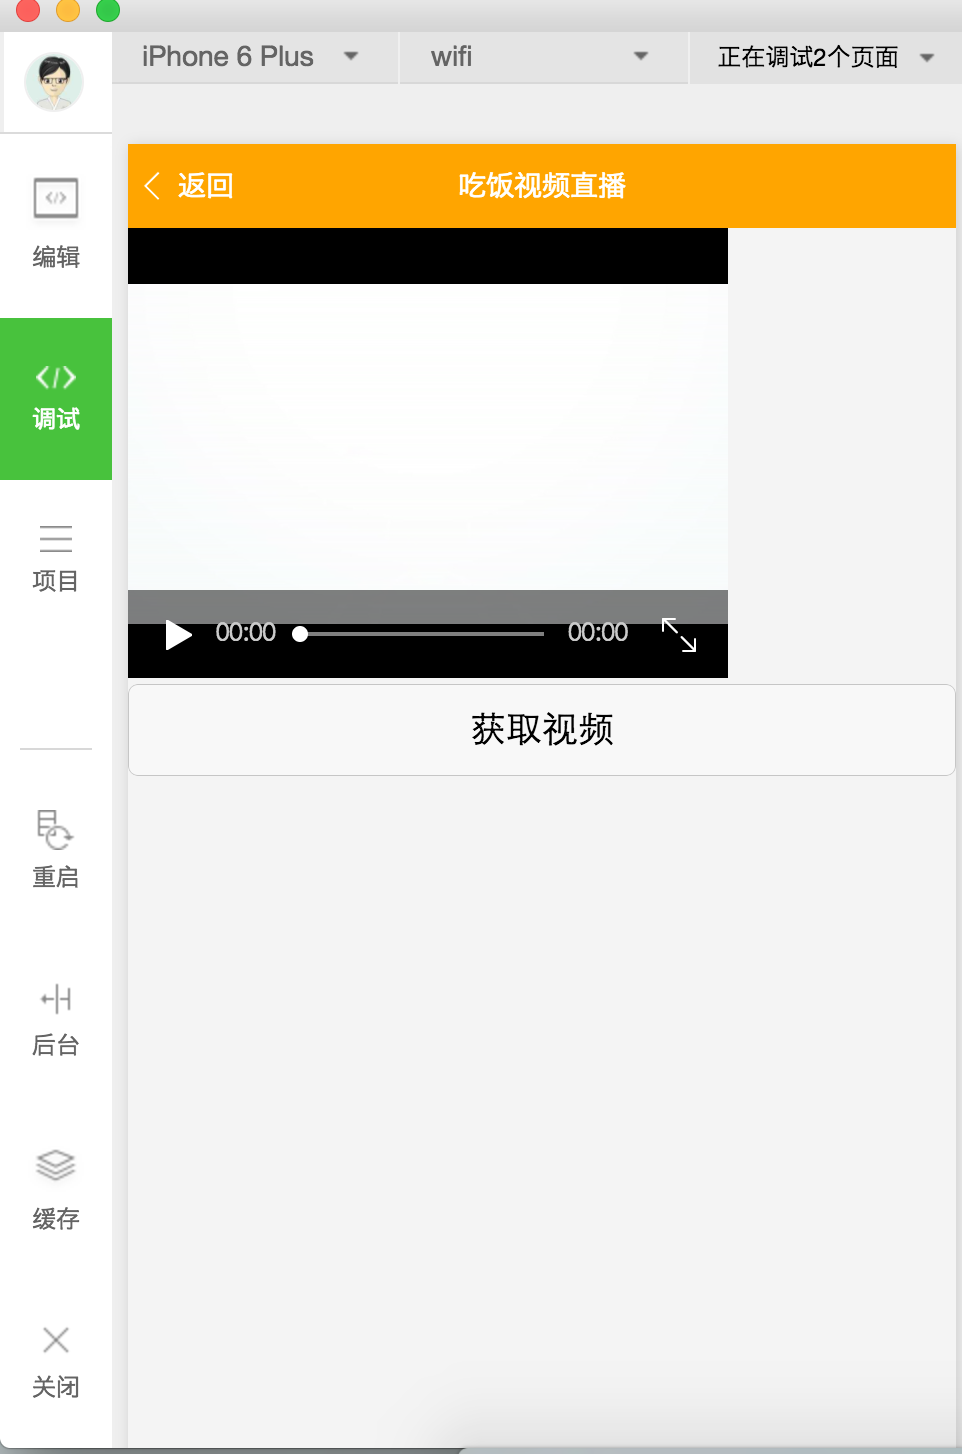 iPhone 6 Plus
wifi
正在调试2个页面
编辑
调试
项目
重启
后台
缓存
关闭
返回
吃饭视频直播
00:00
00:00
获取视频